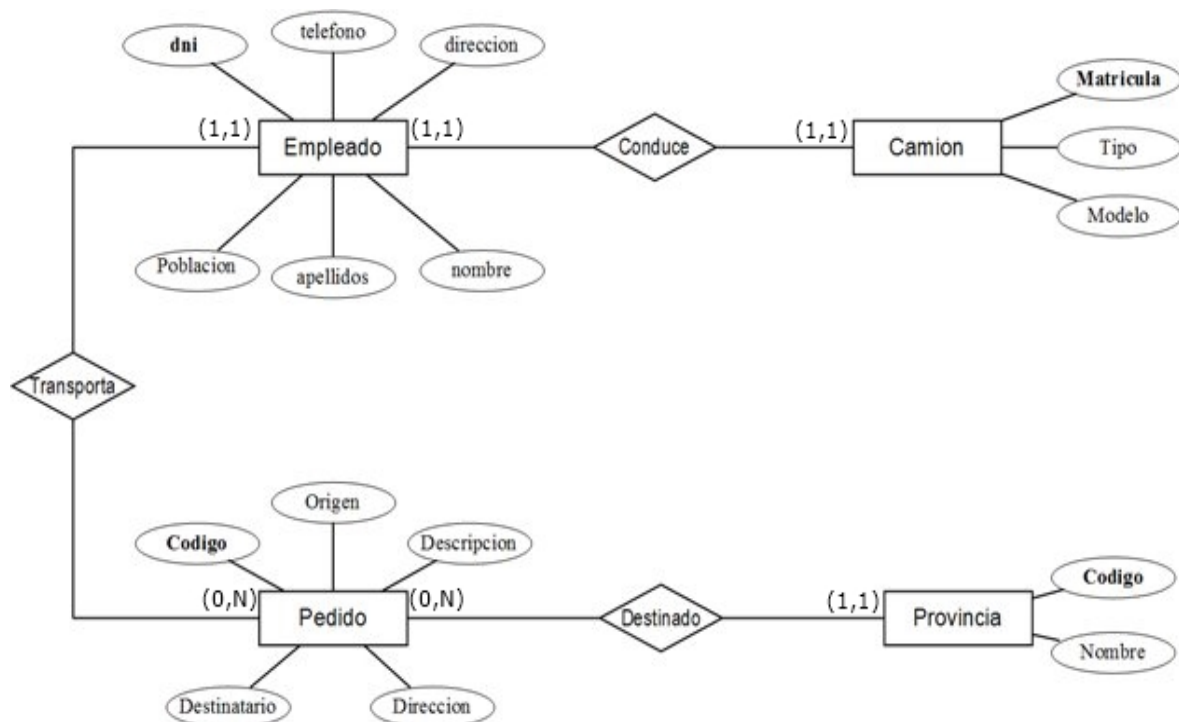 telefono
dni
direccion
Matricula
(1,1)
(1,1)
(1,1)
Empleado
Conduce
Camion
Tipo
Modelo
Poblacion
apellidos
nombre
Transporta
Origen
Codigo
Descripcion
Codigo
(0,N)
(0,N)
(1,1)
Pedido
Destinado
Provincia
Nombre
Destinatario
Direccion